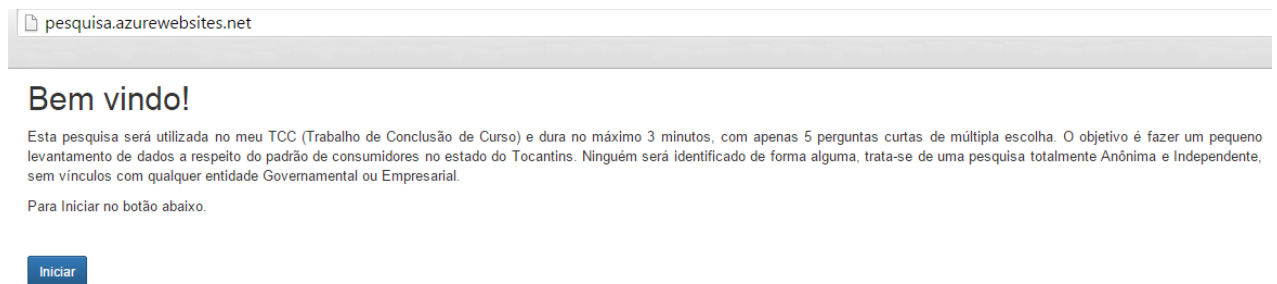 pesquisa.azurewebsites.net
Bem vindo!
Esta pesquisa será utilizada no meu TCC (Trabalho de Conclusão de Curso) e dura no máximo 3 minutos, com apenas 5 perguntas curtas de múltipla escolha. O objetivo é fazer um pequeno
levantamento de dados a respeito do padrão de consumidores no estado do Tocantins. Ninguém será identificado de forma alguma, trata-se de uma pesquisa totalmente Anônima e Independente,
sem vínculos com qualquer entidade Governamental ou Empresarial.
Para Iniciar no botão abaixo.
Iniciar